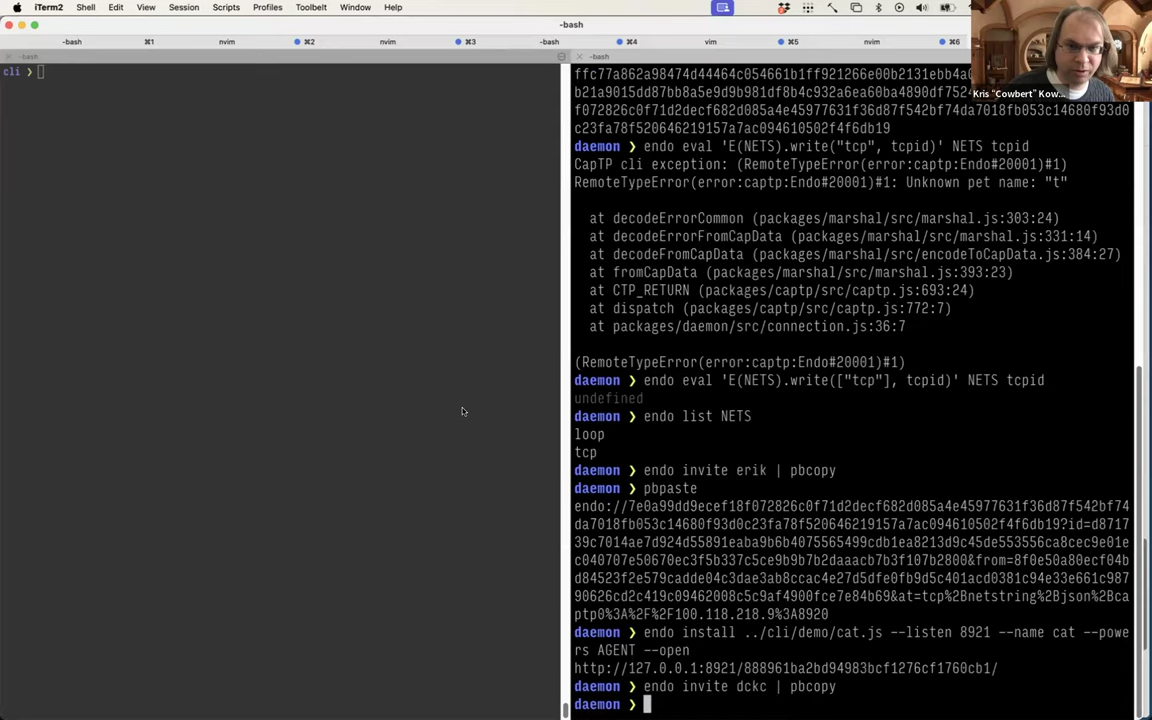 iTerm2 Shell Edit View Session Scripts Profiles Toolbelt Window Help
-bash
-bash ⌘1 nvim ⌘2 nvim ⌘3 -bash ⌘4 vim ⌘5 nvim ⌘6
-bash
-bash
cli ❯
Kris "Cowbert" Kow...
c23fa78f520646219157a7ac094610502f4f6db19
daemon ❯ endo eval 'E(NETS).write("tcp", tcpid)' NETS tcpid
CapTP cli exception: (RemoteTypeError(error:captp:Endo#20001)#1)
RemoteTypeError(error:captp:Endo#20001)#1: Unknown pet name: "t"
at decodeErrorCommon (packages/marshal/src/marshal.js:303:24)
at decodeErrorFromCapData (packages/marshal/src/marshal.js:331:14)
at decodeFromCapData (packages/marshal/src/encodeToCapData.js:384:27)
at fromCapData (packages/marshal/src/marshal.js:393:23)
at CTP_RETURN (packages/captp/src/captp.js:693:24)
at dispatch (packages/captp/src/captp.js:772:7)
at packages/daemon/src/connection.js:36:7
(RemoteTypeError(error:captp:Endo#20001)#1)
daemon ❯ endo eval 'E(NETS).write(["tcp"], tcpid)' NETS tcpid
undefined
daemon ❯ endo list NETS
loop
tcp
daemon ❯ endo invite erik | pbcopy
daemon ❯ pbpaste
endo://7e0a99dd9ecef18f072826c0f71d2decf682d085a4e45977631f36d87f542bf74
da7018fb053c14680f93d0c23fa78f520646219157a7ac094610502f4f6db19?id=d8717
39c7014ae7d924d55891eaba9b6b4075565499cdb1ea8213d9c45de553556ca8cec9e01e
c040707e50670ec3f5b337c5ce9b9b7b2daaacb7b3f107b2800&from=8f0e50a80ecf04b
d84523f2e579cadde04c3dae3ab8ccac4e27d5dfe0fb9d5c401acd0381c94e33e661c987
90626cd2c419c09462008c5c9af4900fce7e84b69&at=tcp%2Bnetstring%2Bjson%2Bca
ptp0%3A%2F%2F100.118.218.9%3A8920
daemon ❯ endo install ../cli/demo/cat.js --listen 8921 --name cat --powe
rs AGENT --open
http://127.0.0.1:8921/888961ba2bd94983bcf1276cf1760cb1/
daemon ❯ endo invite dckc | pbcopy
daemon ❯